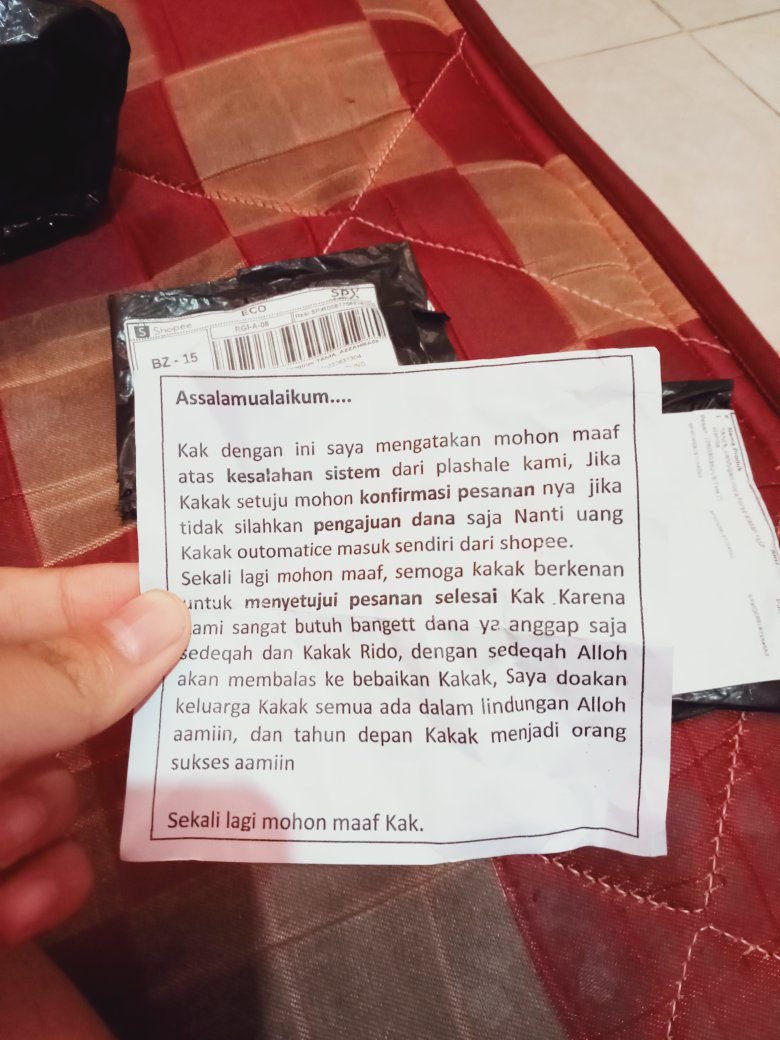 ECO
SPX
S Shopee
RGI-A-08
BZ - 15
Assalamualaikum....
Kak dengan ini saya mengatakan mohon maaf
atas kesalahan sistem dari plashale kami, Jika
Kakak setuju mohon konfirmasi pesanan nya jika
tidak silahkan pengajuan dana saja Nanti uang
Kakak outomatice masuk sendiri dari shopee.
Sekali lagi mohon maaf, semoga kakak berkenan
untuk menyetujui pesanan selesai Kak .Karena
kami sangat butuh bangett dana ya anggap saja
sedeqah dan Kakak Rido, dengan sedeqah Alloh
akan membalas ke bebaikan Kakak, Saya doakan
keluarga Kakak semua ada dalam lindungan Alloh
aamiin, dan tahun depan Kakak menjadi orang
sukses aamiin
Sekali lagi mohon maaf Kak.
Nama Produk